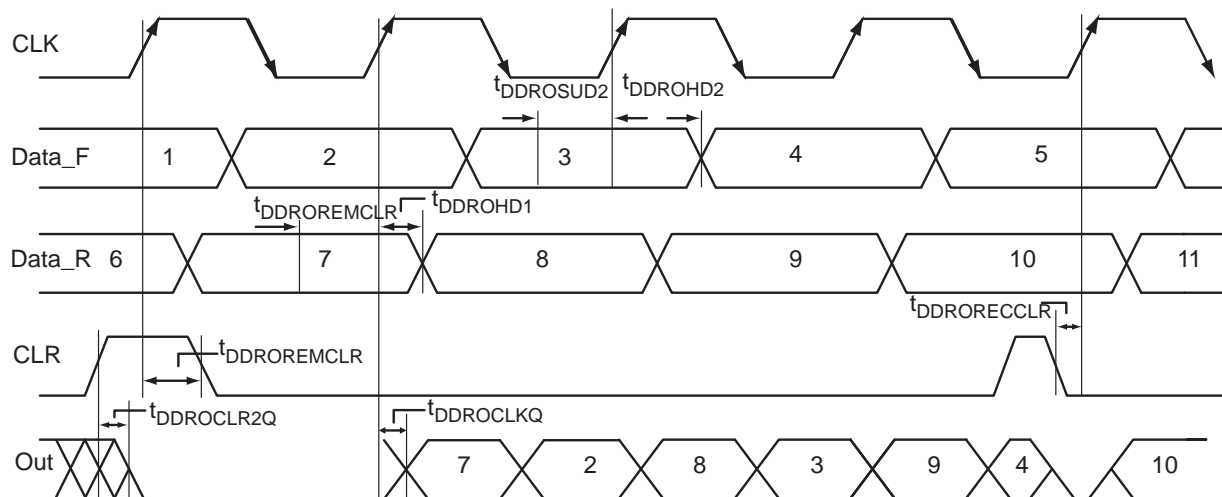 CLK
tDDROSUD2 tDDROHD2
Data_F 1 2 3 4 5
tDDROREMCLR tDDROHD1
Data_R 6 7 8 9 10 11
tDDRORECCLR
CLR tDDROREMCLR
tDDROCLR2Q tDDROCLKQ
Out 7 2 8 3 9 4 10